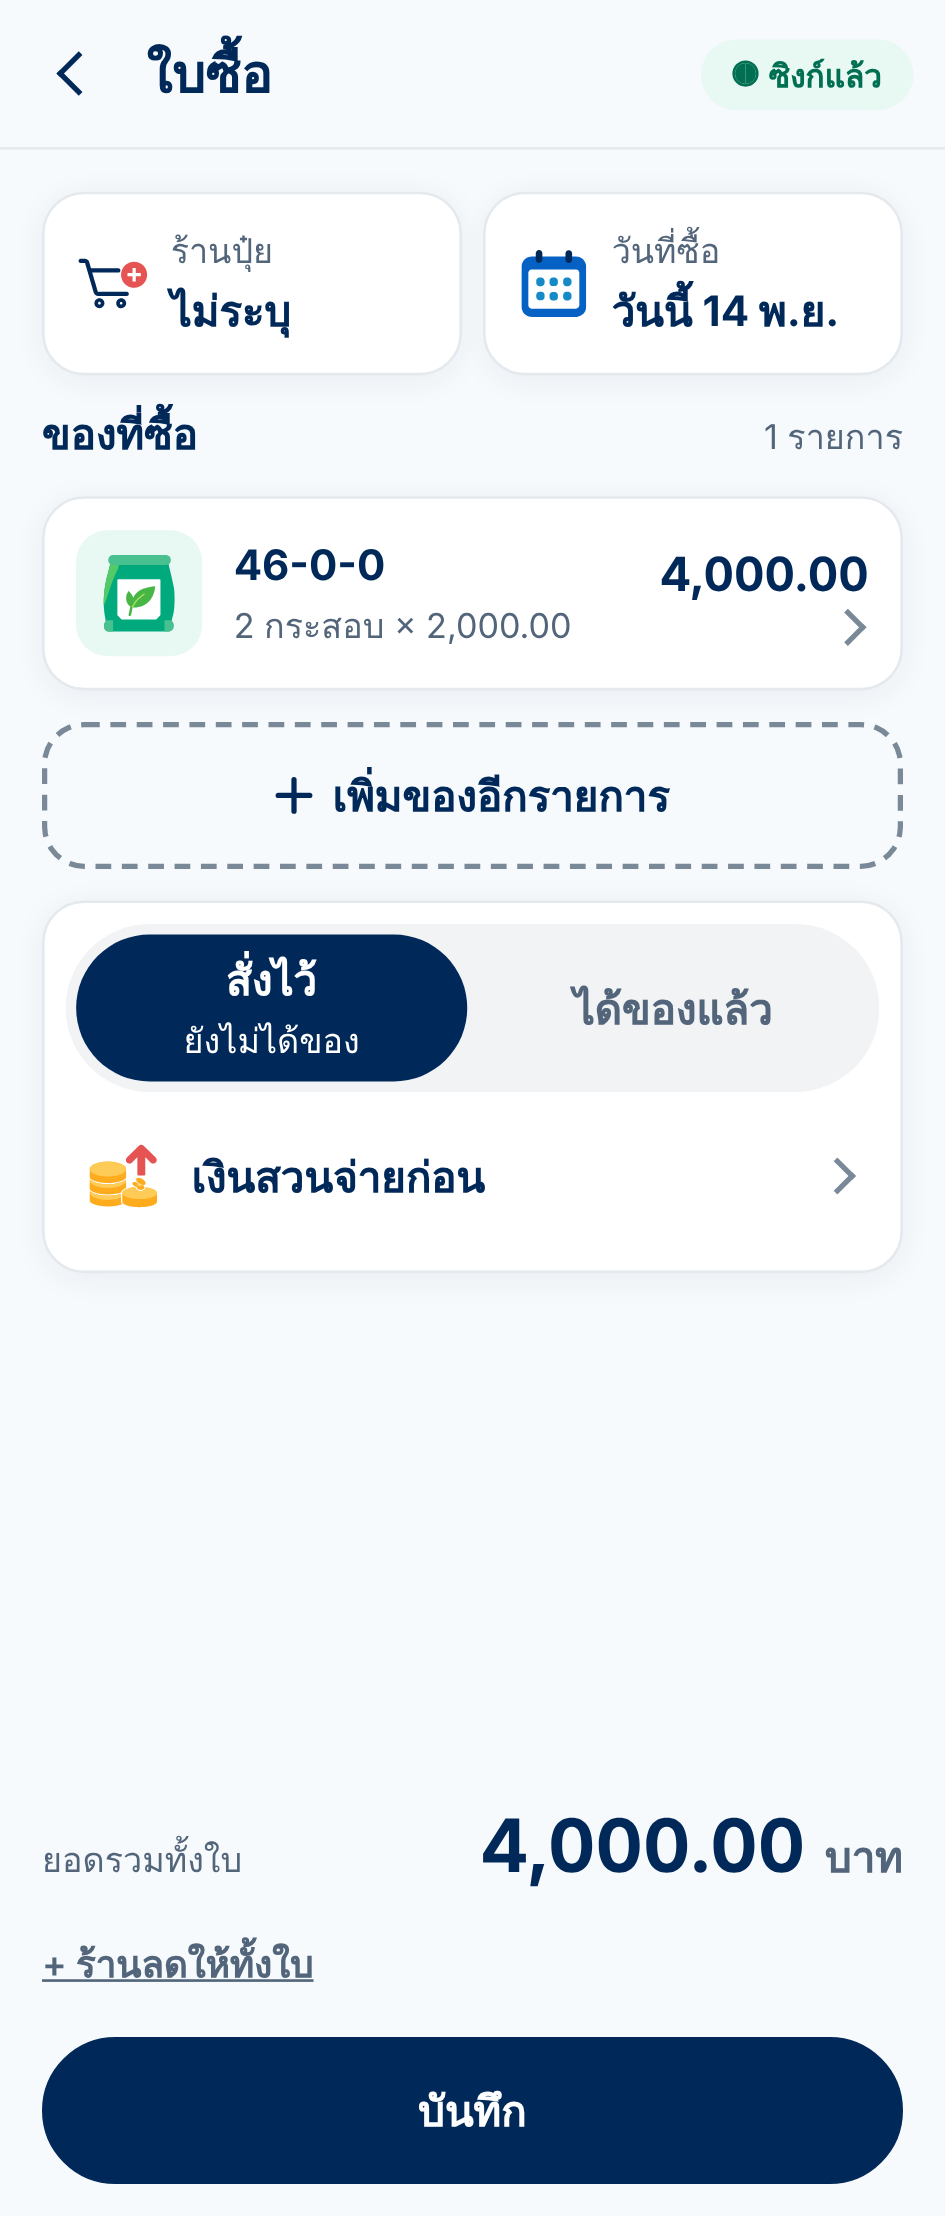 ใบซื้อ
ซิงก์แล้ว
ร้านปุ๋ย
ไม่ระบุ
วันที่ซื้อ
วันนี้ 14 พ.ย.
ของที่ซื้อ
1 รายการ
46-0-0
4,000.00
2 กระสอบ × 2,000.00
+ เพิ่มของอีกรายการ
สั่งไว้
ยังไม่ได้ของ
ได้ของแล้ว
เงินสวนจ่ายก่อน
ยอดรวมทั้งใบ
4,000.00 บาท
+ ร้านลดให้ทั้งใบ
บันทึก